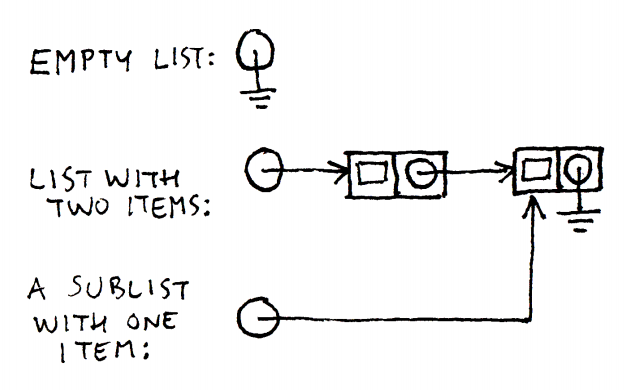 EMPTY LIST:
LIST WITH
TWO ITEMS:
A SUBLIST
WITH ONE
ITEM: